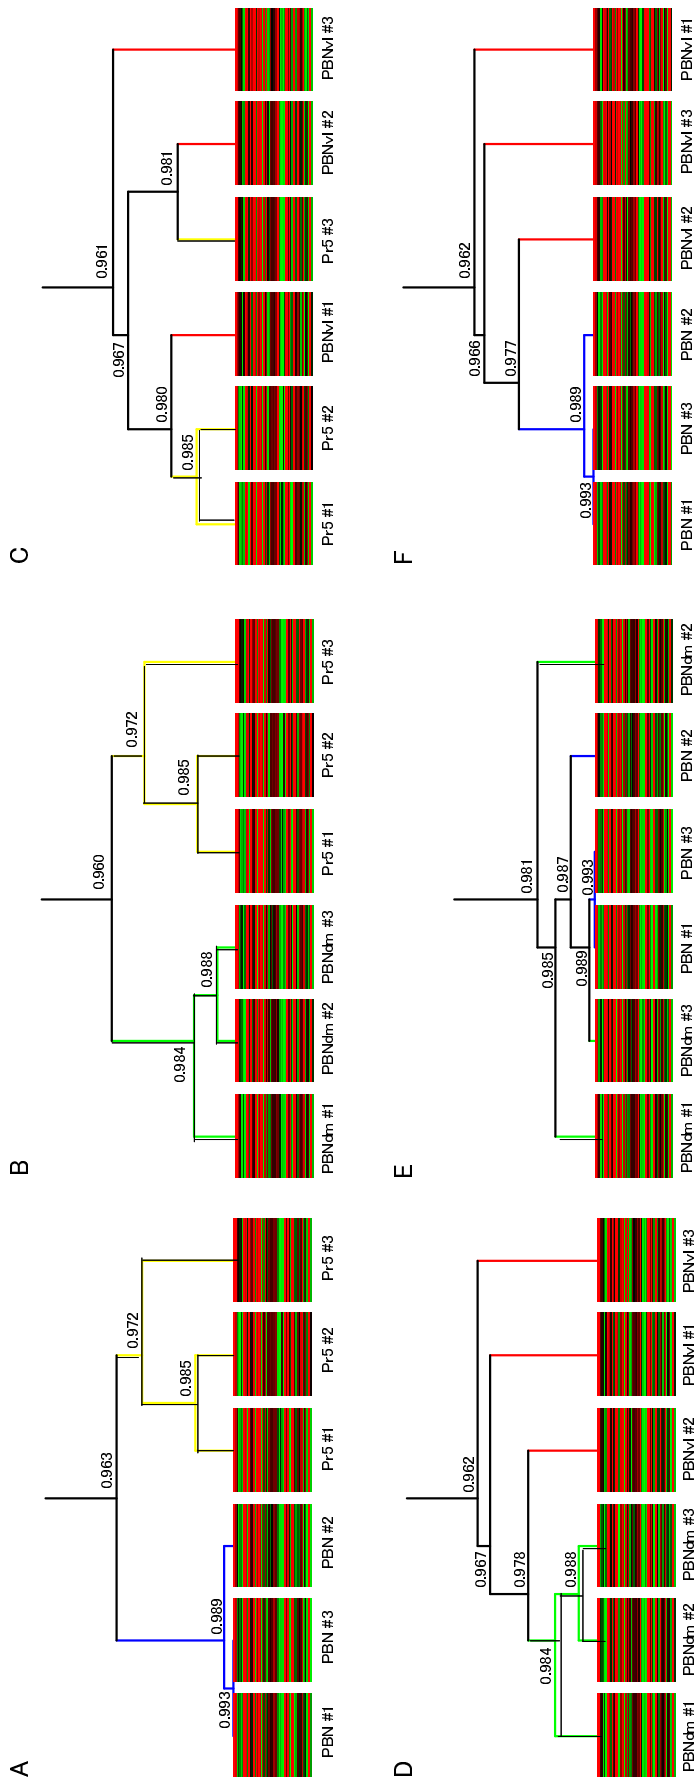 A
0.963
0.972
0.985
0.989
0.993
PBN #1 PBN #3 PBN #2 Pr5 #1 Pr5 #2 Pr5 #3
B
0.960
0.972
0.985
0.984
0.988
PBNdm #1 PBNdm #2 PBNdm #3 Pr5 #1 Pr5 #2 Pr5 #3
C
0.961
0.967
0.981
0.980
0.985
Pr5 #1 Pr5 #2 PBNvl #1 Pr5 #3 PBNvl #2 PBNvl #3
D
0.962
0.967
0.978
0.984
0.988
PBNdm #1 PBNdm #2 PBNdm #3 PBNvl #2 PBNvl #1 PBNvl #3
E
0.981
0.985
0.987
0.989
0.993
PBNdm #1 PBNdm #3 PBN #1 PBN #3 PBN #2 PBNdm #2
F
0.962
0.966
0.977
0.989
0.993
PBN #1 PBN #3 PBN #2 PBNvl #2 PBNvl #3 PBNvl #1